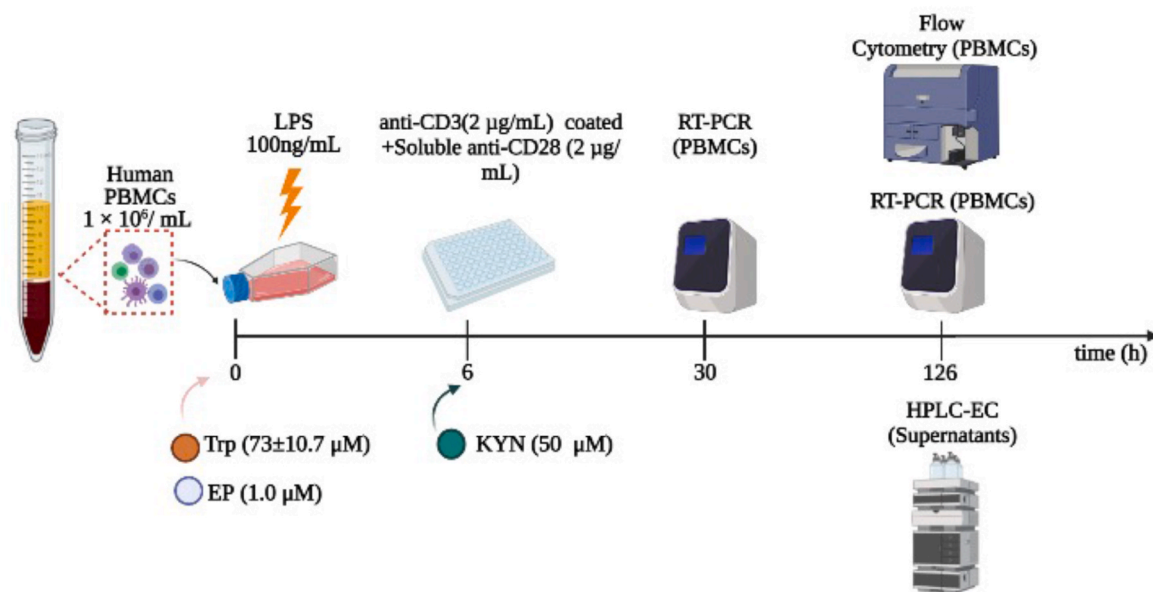 Flow
Cytometry (PBMCs)
LPS
100ng/mL
anti-CD3(2 µg/mL) coated
+Soluble anti-CD28 (2 µg/
mL)
RT-PCR
(PBMCs)
Human
PBMCs
1 × 10⁶/ mL
RT-PCR (PBMCs)
time (h)
0
6
30
126
Trp (73±10.7 µM)
EP (1.0 µM)
KYN (50 µM)
HPLC-EC
(Supernatants)